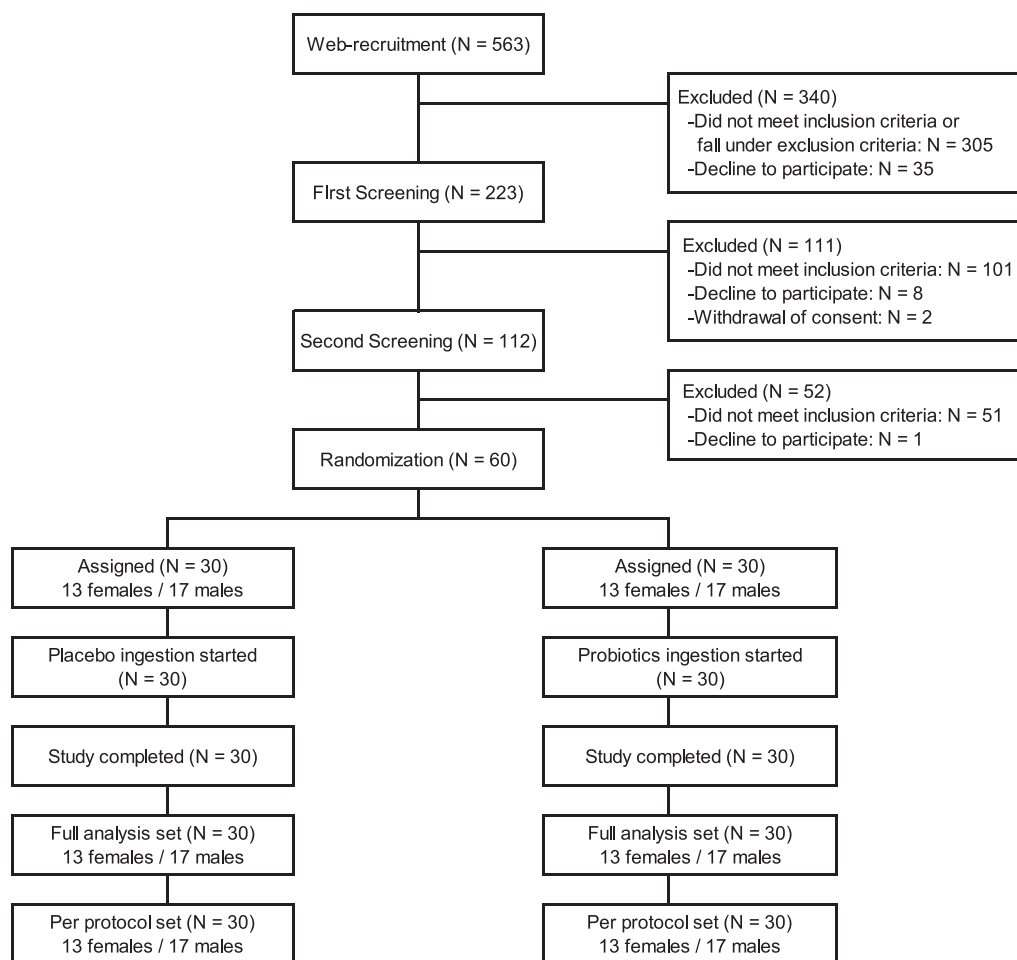 Web-recruitment (N = 563)
Excluded (N = 340)
-Did not meet inclusion criteria or
fall under exclusion criteria: N = 305
-Decline to participate: N = 35
FIrst Screening (N = 223)
Excluded (N = 111)
-Did not meet inclusion criteria: N = 101
-Decline to participate: N = 8
-Withdrawal of consent: N = 2
Second Screening (N = 112)
Excluded (N = 52)
-Did not meet inclusion criteria: N = 51
-Decline to participate: N = 1
Randomization (N = 60)
Assigned (N = 30)
13 females / 17 males
Assigned (N = 30)
13 females / 17 males
Placebo ingestion started
(N = 30)
Probiotics ingestion started
(N = 30)
Study completed (N = 30)
Study completed (N = 30)
Full analysis set (N = 30)
13 females / 17 males
Full analysis set (N = 30)
13 females / 17 males
Per protocol set (N = 30)
13 females / 17 males
Per protocol set (N = 30)
13 females / 17 males